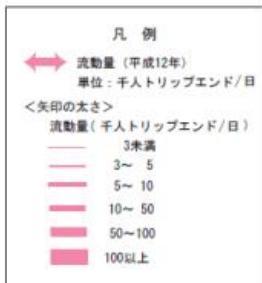 凡 例
流動量 (平成12年)
単位：千人トリップエンド/日
＜矢印の太さ＞
流動量( 千人トリップエンド/日 )
3未満
3～ 5
5～ 10
10～ 50
50～100
100以上